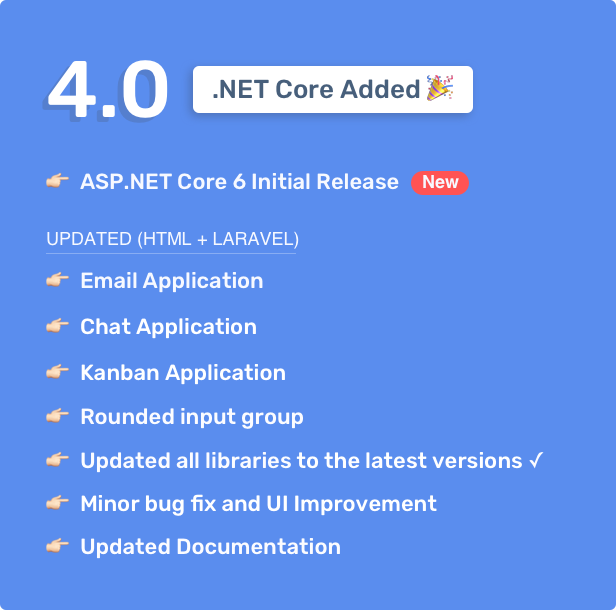 4.0
.NET Core Added 🎉
👉 ASP.NET Core 6 Initial Release New
UPDATED (HTML + LARAVEL)
👉 Email Application
👉 Chat Application
👉 Kanban Application
👉 Rounded input group
👉 Updated all libraries to the latest versions ✓
👉 Minor bug fix and UI Improvement
👉 Updated Documentation